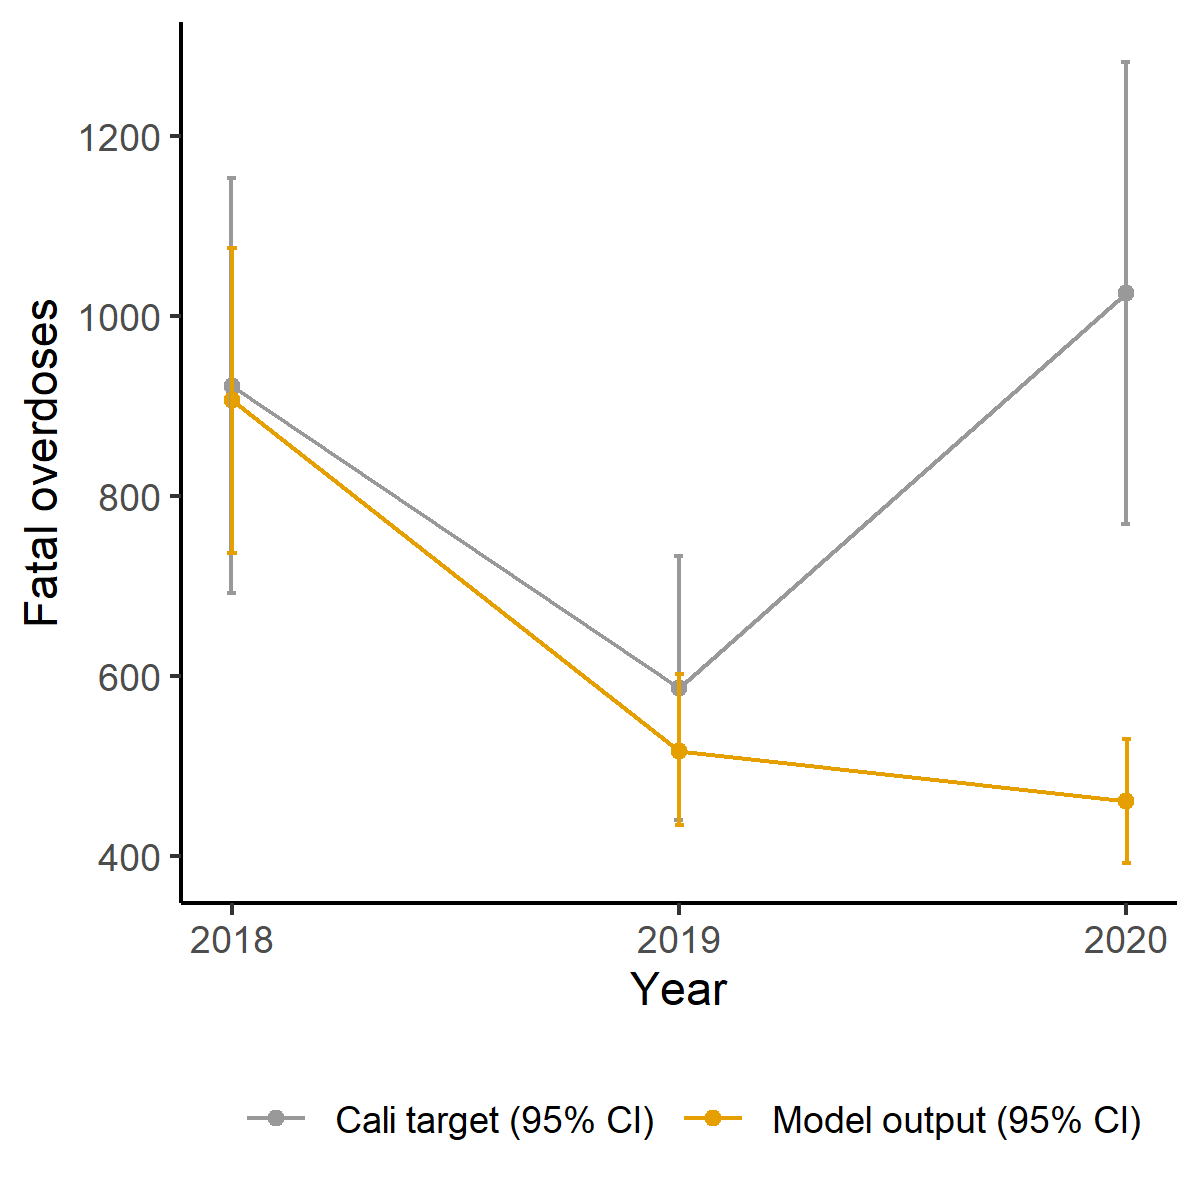 Fatal overdoses
1200
1000
800
600
400
2018 2019 2020
Year
Cali target (95% CI) Model output (95% CI)